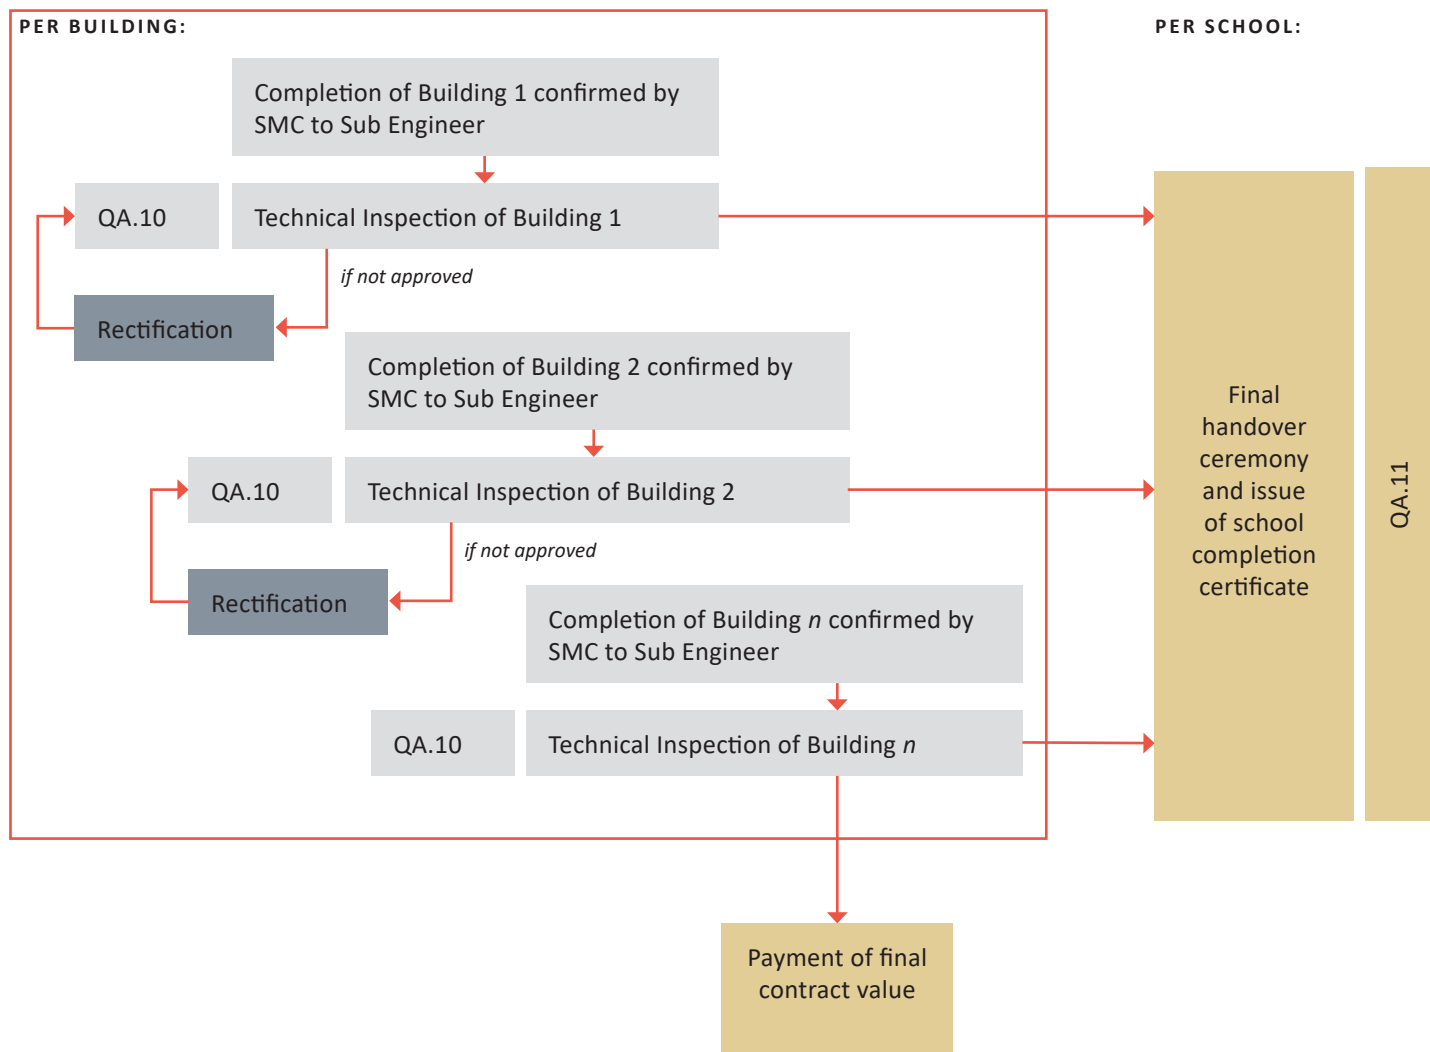 PER BUILDING:
PER SCHOOL:
Completion of Building 1 confirmed by
SMC to Sub Engineer
QA.10
Technical Inspection of Building 1
if not approved
Rectification
Completion of Building 2 confirmed by
SMC to Sub Engineer
QA.10
Technical Inspection of Building 2
if not approved
Rectification
Completion of Building n confirmed by
SMC to Sub Engineer
QA.10
Technical Inspection of Building n
Final
handover
ceremony
and issue
of school
completion
certificate
QA.11
Payment of final
contract value